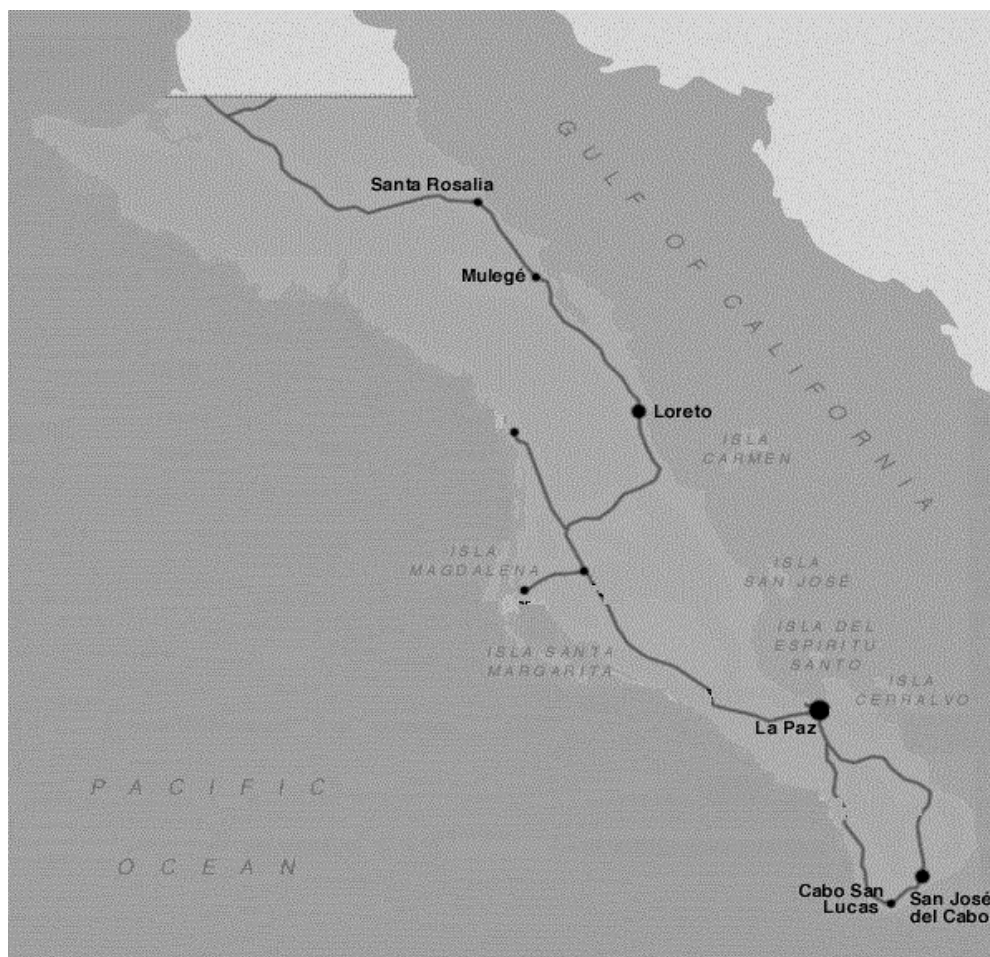 GULF OF CALIFORNIA
Santa Rosalia
Mulegé
Loreto
ISLA
CARMEN
ISLA
MAGDALENA
ISLA
SAN JOSÉ
ISLA DEL
ESPIRITU
SANTO
ISLA SANTA
MARGARITA
ISLA
CERRALVO
La Paz
PACIFIC
OCEAN
Cabo San
Lucas
San José
del Cabo